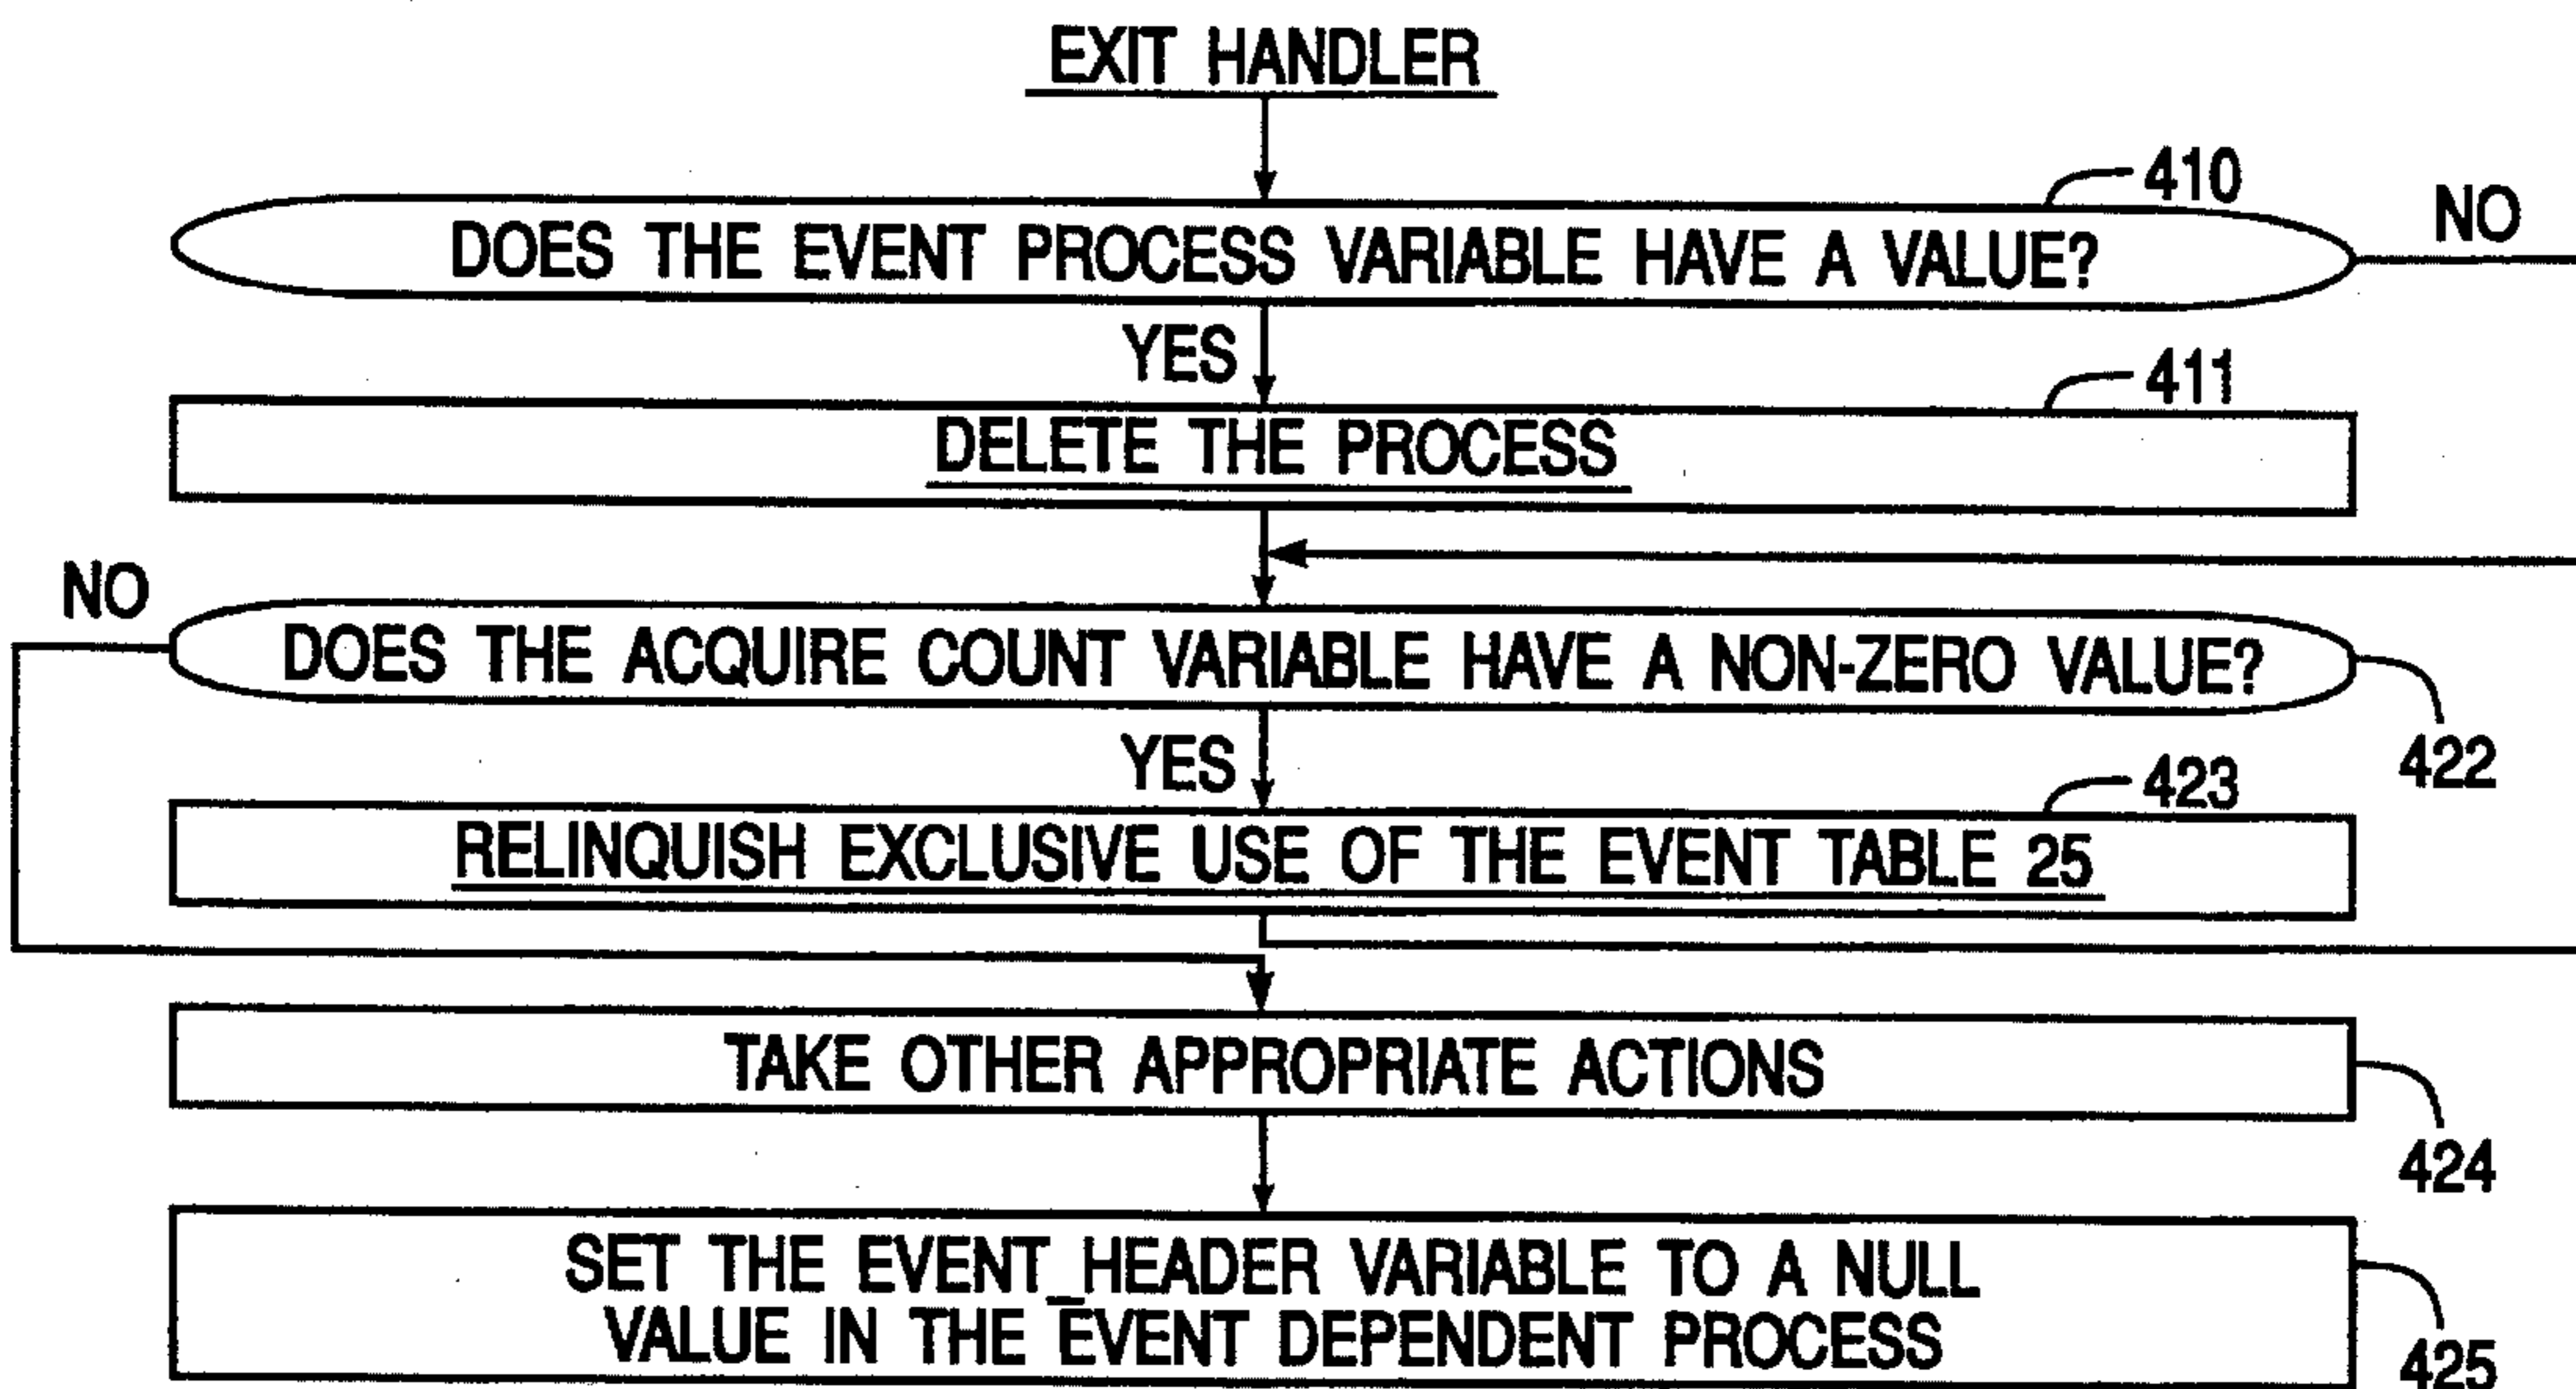 EXIT HANDLER
410
NO
DOES THE EVENT PROCESS VARIABLE HAVE A VALUE?
YES
411
DELETE THE PROCESS
NO
DOES THE ACQUIRE COUNT VARIABLE HAVE A NON-ZERO VALUE?
422
YES
423
RELINQUISH EXCLUSIVE USE OF THE EVENT TABLE 25
TAKE OTHER APPROPRIATE ACTIONS
424
SET THE EVENT_HEADER VARIABLE TO A NULL
VALUE IN THE EVENT DEPENDENT PROCESS
425